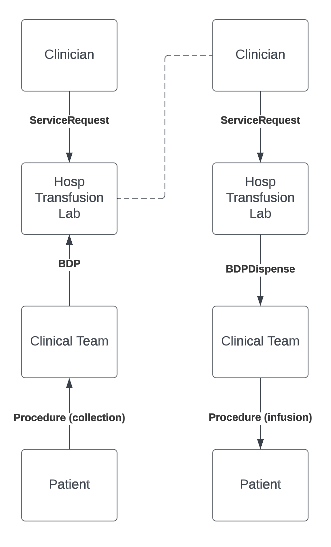 Clinician
ServiceRequest
Hosp
Transfusion
Lab
BDP
Clinical Team
Procedure (collection)
Patient
Clinician
ServiceRequest
Hosp
Transfusion
Lab
BDPDispense
Clinical Team
Procedure (infusion)
Patient